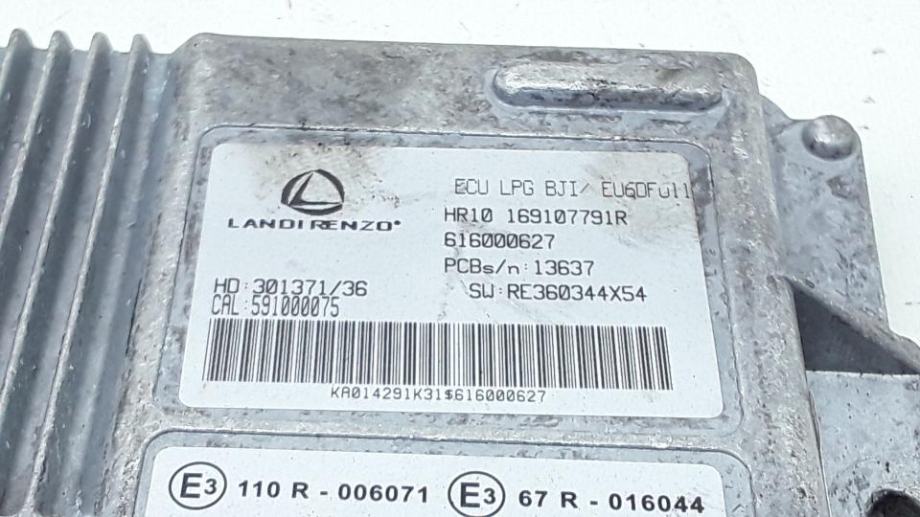 LANDI RENZO®
ECU LPG BJI/ EU6DFull
HR10 169107791R
616000627
PCBs/n:13637
HD:301371/36
SW:RE360344X54
CAL:591000075
KA014291K31$616000627
E3 110 R - 006071 E3 67 R - 016044